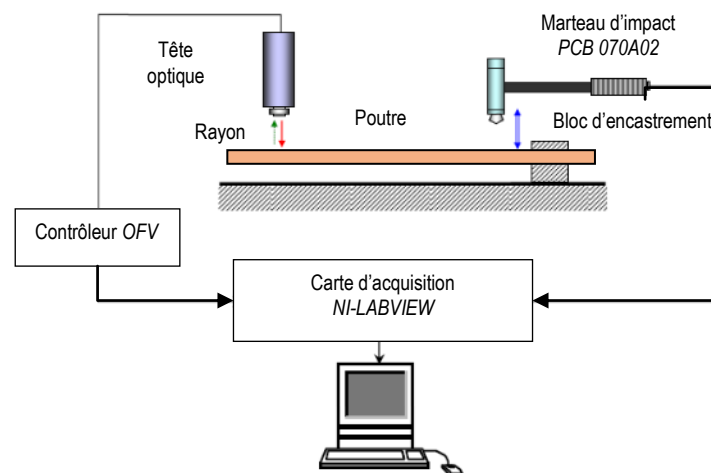 Marteau d'impact
PCB 070A02
Tête
optique
Rayon
Poutre
Bloc d'encastrement
Contrôleur OFV
Carte d'acquisition
NI-LABVIEW